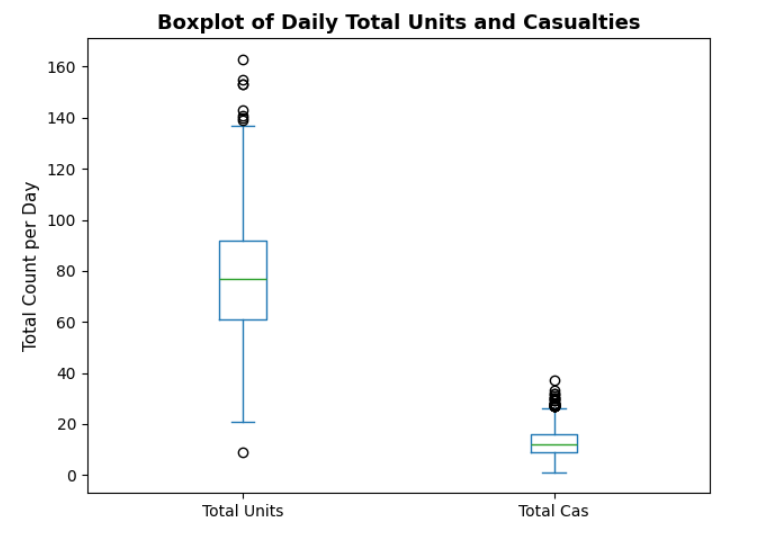 Boxplot of Daily Total Units and Casualties
Total Count per Day
160
140
120
100
80
60
40
20
0
Total Units
Total Cas